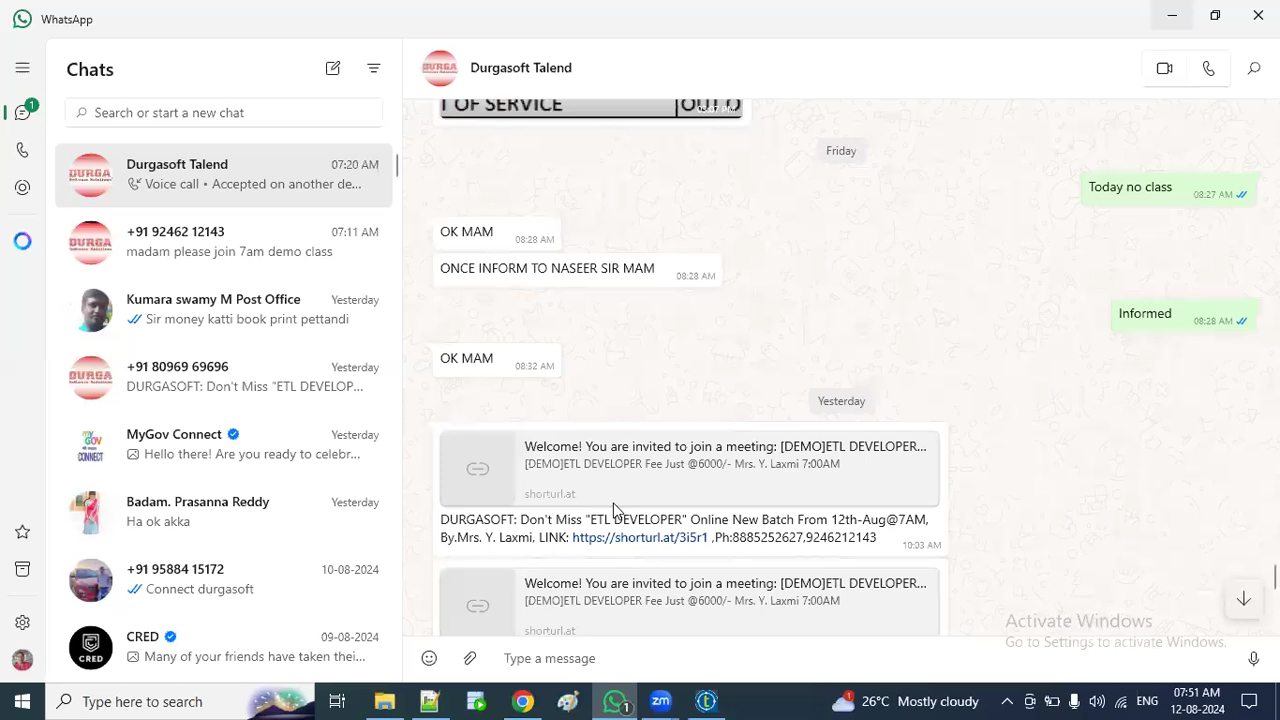 WhatsApp
Chats
Search or start a new chat
DURGA
Durgasoft Talend
07:20 AM
Voice call • Accepted on another de...
DURGA
+91 92462 12143
07:11 AM
madam please join 7am demo class
Kumara swamy M Post Office
Yesterday
Sir money katti book print pettandi
DURGA
+91 80969 69696
Yesterday
DURGASOFT: Don't Miss "ETL DEVELOP...
MyGov Connect
Yesterday
Hello there! Are you ready to celebr...
Badam. Prasanna Reddy
Yesterday
Ha ok akka
+91 95884 15172
10-08-2024
Connect durgasoft
CRED
CRED
09-08-2024
Many of your friends have taken thei...
1
DURGA
Durgasoft Talend
T OF SERVICE
Friday
Today no class
08:27 AM
OK MAM
08:28 AM
ONCE INFORM TO NASEER SIR MAM
08:28 AM
Informed
08:28 AM
OK MAM
08:32 AM
Yesterday
Welcome! You are invited to join a meeting: [DEMO]ETL DEVELOPER...
[DEMO]ETL DEVELOPER Fee Just @6000/- Mrs. Y. Laxmi 7:00AM
shorturl.at
DURGASOFT: Don't Miss "ETL DEVELOPER" Online New Batch From 12th-Aug@7AM,
By.Mrs. Y. Laxmi, LINK: https://shorturl.at/3i5r1 ,Ph:8885252627,9246212143
10:03 AM
Welcome! You are invited to join a meeting: [DEMO]ETL DEVELOPER...
[DEMO]ETL DEVELOPER Fee Just @6000/- Mrs. Y. Laxmi 7:00AM
shorturl.at
Activate Windows
Go to Settings to activate Windows.
Type a message
Type here to search
1
zm
1
26°C Mostly cloudy
ENG
07:51 AM
12-08-2024